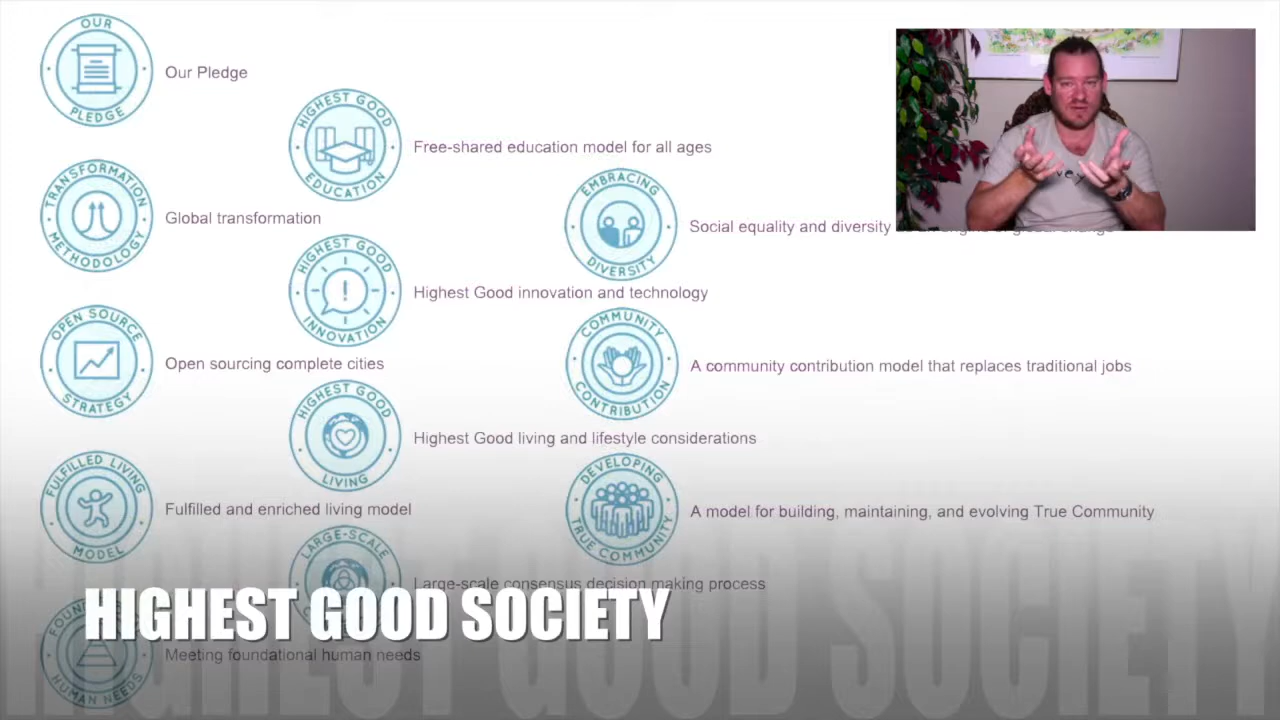 OUR
PLEDGE
Our Pledge
HIGHEST GOOD
EDUCATION
Free-shared education model for all ages
TRANSFORMATION
METHODOLOGY
Global transformation
EMBRACING
DIVERSITY
Social equality and diversity
HIGHEST GOOD
INNOVATION
Highest Good innovation and technology
OPEN SOURCE
STRATEGY
Open sourcing complete cities
COMMUNITY
CONTRIBUTION
A community contribution model that replaces traditional jobs
HIGHEST GOOD
LIVING
Highest Good living and lifestyle considerations
FULFILLED LIVING
MODEL
Fulfilled and enriched living model
DEVELOPING
TRUE COMMUNITY
A model for building, maintaining, and evolving True Community
LARGE-SCALE
Large-scale consensus decision making process
HIGHEST GOOD SOCIETY
HUMAN NEEDS
Meeting foundational human needs
HIGHEST GOOD SOCIETY